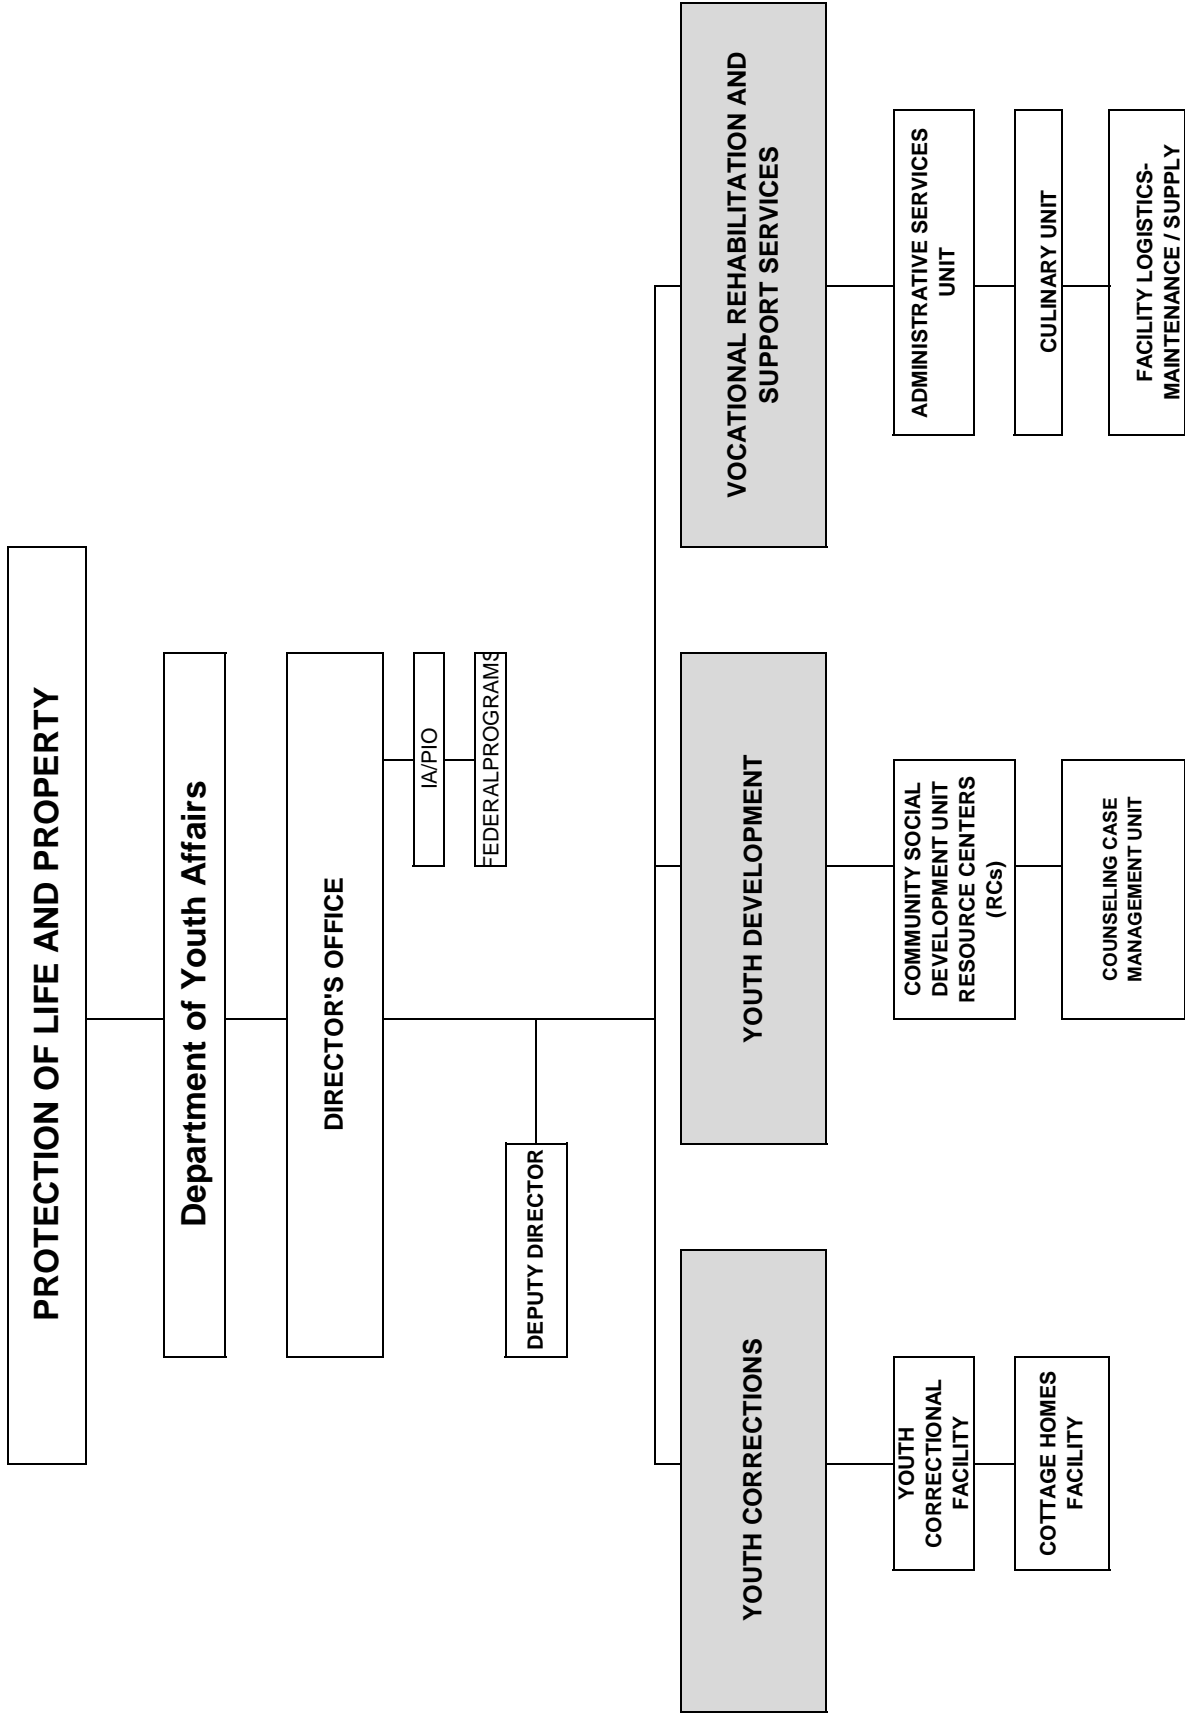 PROTECTION OF LIFE AND PROPERTY
Department of Youth Affairs
DIRECTOR'S OFFICE
IA/PIO
FEDERALPROGRAMS
DEPUTY DIRECTOR
YOUTH CORRECTIONS
YOUTH
CORRECTIONAL
FACILITY
COTTAGE HOMES
FACILITY
YOUTH DEVELOPMENT
COMMUNITY SOCIAL
DEVELOPMENT UNIT
RESOURCE CENTERS
(RCs)
COUNSELING CASE
MANAGEMENT UNIT
VOCATIONAL REHABILITATION AND
SUPPORT SERVICES
ADMINISTRATIVE SERVICES
UNIT
CULINARY UNIT
FACILITY LOGISTICS-
MAINTENANCE / SUPPLY